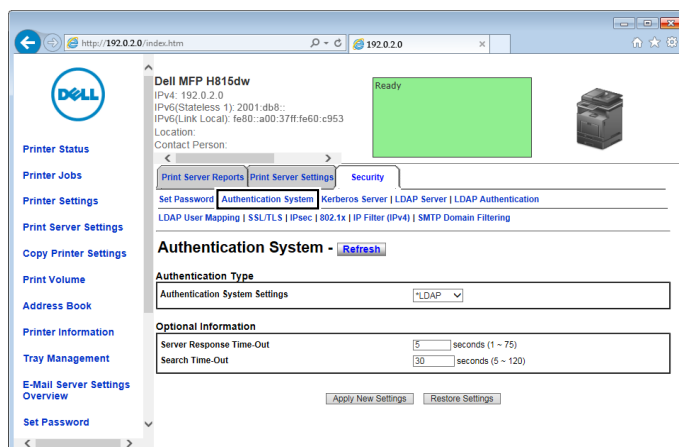 http://192.0.2.0/index.htm
192.0.2.0
DELL
Dell MFP H815dw
IPv4: 192.0.2.0
IPv6(Stateless 1): 2001:db8::
IPv6(Link Local): fe80::a00:37ff:fe60:c953
Location:
Contact Person:
Ready
Printer Status
Printer Jobs
Printer Settings
Print Server Settings
Copy Printer Settings
Print Volume
Address Book
Printer Information
Tray Management
E-Mail Server Settings
Overview
Set Password
Print Server Reports Print Server Settings Security
Set Password Authentication System Kerberos Server | LDAP Server | LDAP Authentication
LDAP User Mapping | SSL/TLS | IPsec | 802.1x | IP Filter (IPv4) | SMTP Domain Filtering
Authentication System - Refresh
Authentication Type
Authentication System Settings *LDAP
Optional Information
Server Response Time-Out 5 seconds (1 ~ 75)
Search Time-Out 30 seconds (5 ~ 120)
Apply New Settings Restore Settings